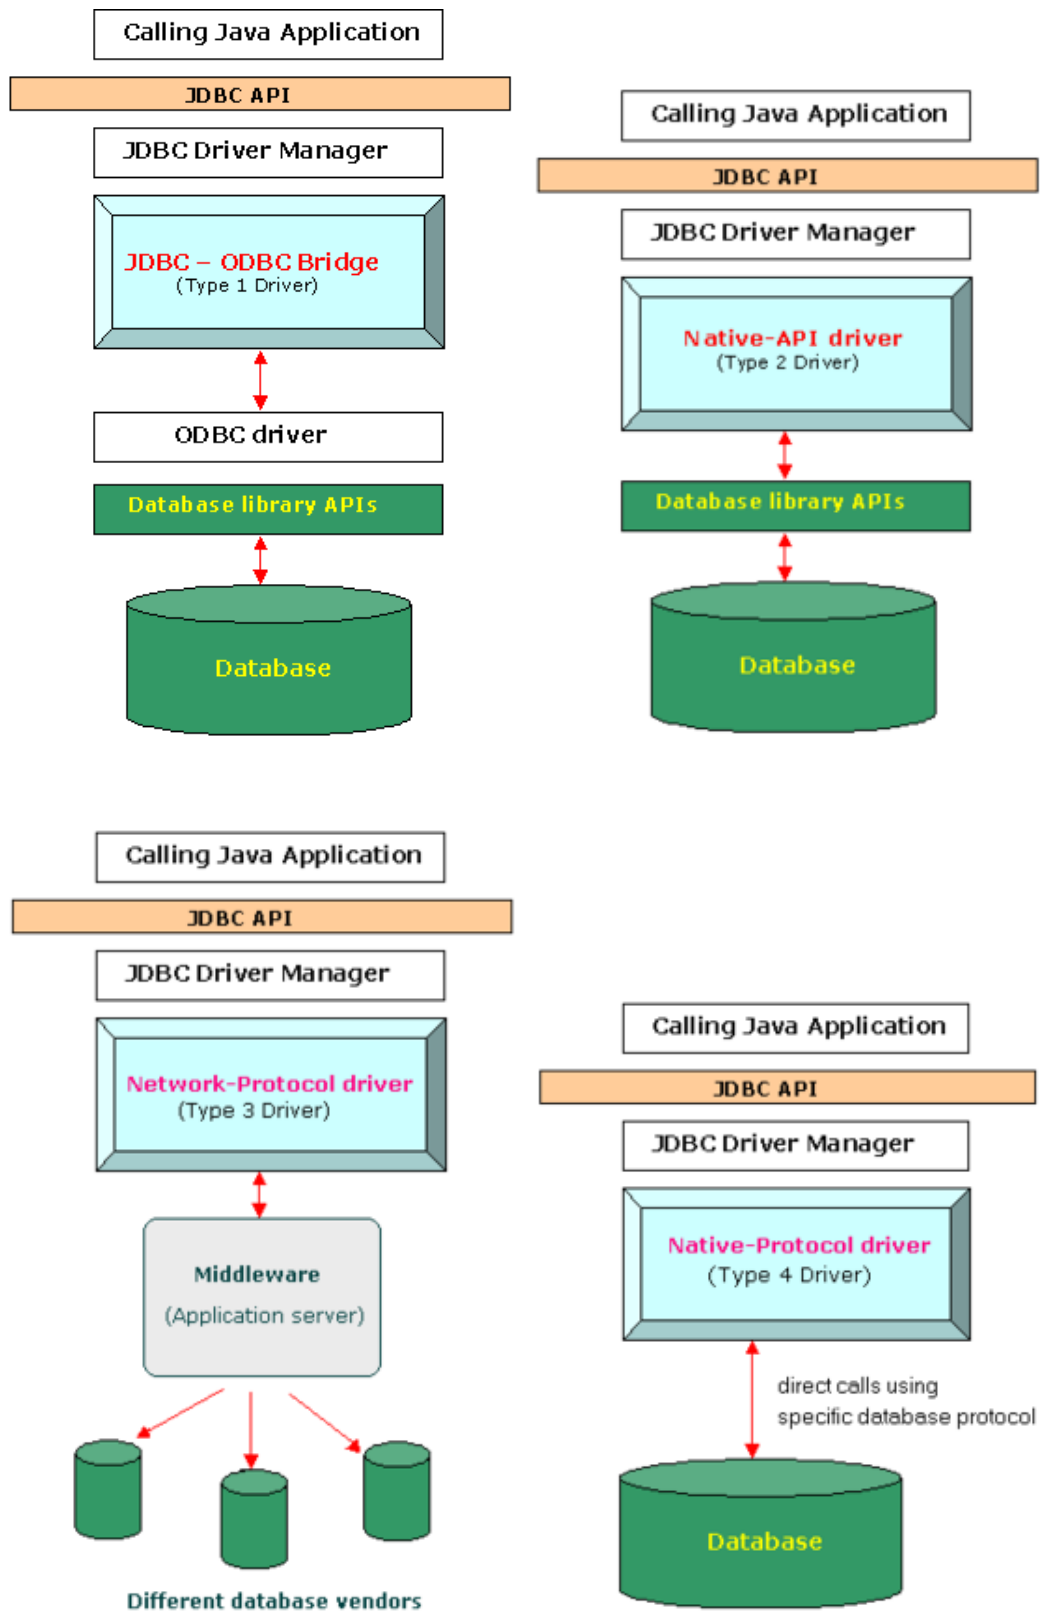 Calling Java Application
JDBC API
JDBC Driver Manager
JDBC – ODBC Bridge
(Type 1 Driver)
ODBC driver
Database library APIs
Database
Calling Java Application
JDBC API
JDBC Driver Manager
Native-API driver
(Type 2 Driver)
Database library APIs
Database
Calling Java Application
JDBC API
JDBC Driver Manager
Network-Protocol driver
(Type 3 Driver)
Middleware
(Application server)
Different database vendors
Calling Java Application
JDBC API
JDBC Driver Manager
Native-Protocol driver
(Type 4 Driver)
direct calls using
specific database protocol
Database